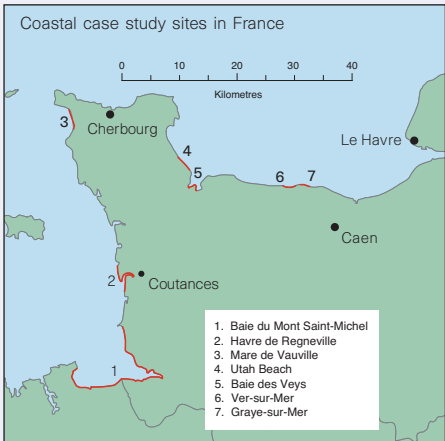 Coastal case study sites in France
0 10 20 30 40
Kilometres
3
Cherbourg
Le Havre
4
5
6 7
Caen
2
Coutances
1
1. Baie du Mont Saint-Michel
2. Havre de Regneville
3. Mare de Vauville
4. Utah Beach
5. Baie des Veys
6. Ver-sur-Mer
7. Graye-sur-Mer